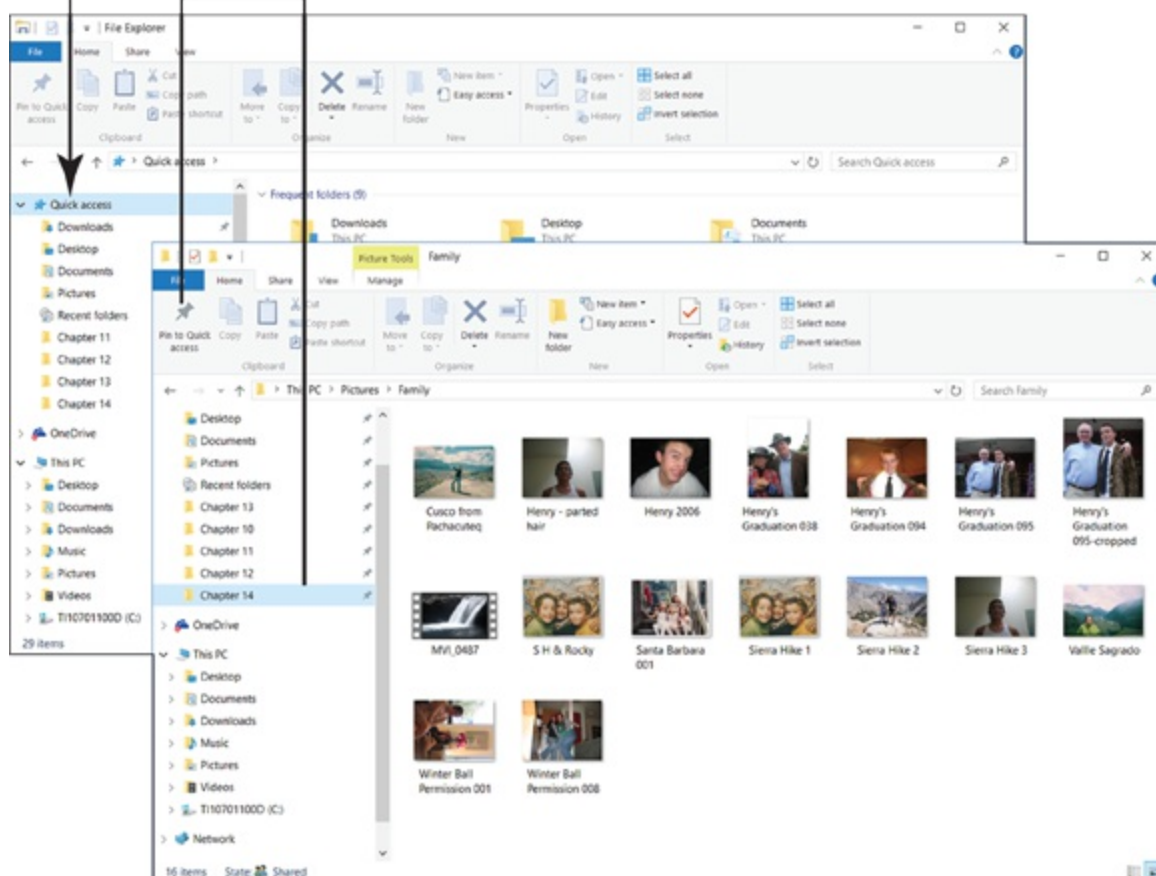 File Explorer
File Home Share View
Pin to Quick access
Copy
Paste
Cut
Copy path
Paste shortcut
Move to
Copy to
Delete
Rename
New folder
New item
Easy access
Properties
Open
Edit
History
Select all
Select none
Invert selection
Clipboard
Organize
New
Open
Select
Quick access
Search Quick access
Quick access
Downloads
Desktop
Documents
Pictures
Recent folders
Chapter 11
Chapter 12
Chapter 13
Chapter 14
OneDrive
This PC
Desktop
Documents
Downloads
Music
Pictures
Videos
TI10701100D (C:)
29 items
Frequent folders (9)
Downloads
This PC
Desktop
This PC
Documents
This PC
Picture Tools
Family
File Home Share View Manage
Pin to Quick access
Copy
Paste
Cut
Copy path
Paste shortcut
Move to
Copy to
Delete
Rename
New folder
New item
Easy access
Properties
Open
Edit
History
Select all
Select none
Invert selection
Clipboard
Organize
New
Open
Select
This PC > Pictures > Family
Search Family
Desktop
Documents
Pictures
Recent folders
Chapter 13
Chapter 10
Chapter 11
Chapter 12
Chapter 14
OneDrive
This PC
Desktop
Documents
Downloads
Music
Pictures
Videos
TI10701100D (C:)
Network
16 items State: Shared
Cusco from
Pachacuteq
Henry - parted
hair
Henry 2006
Henry's
Graduation 038
Henry's
Graduation 094
Henry's
Graduation 095
Henry's
Graduation
095-cropped
MVI_0487
S H & Rocky
Santa Barbara
001
Sierra Hike 1
Sierra Hike 2
Sierra Hike 3
Vallie Sagrado
Winter Ball
Permission 001
Winter Ball
Permission 008